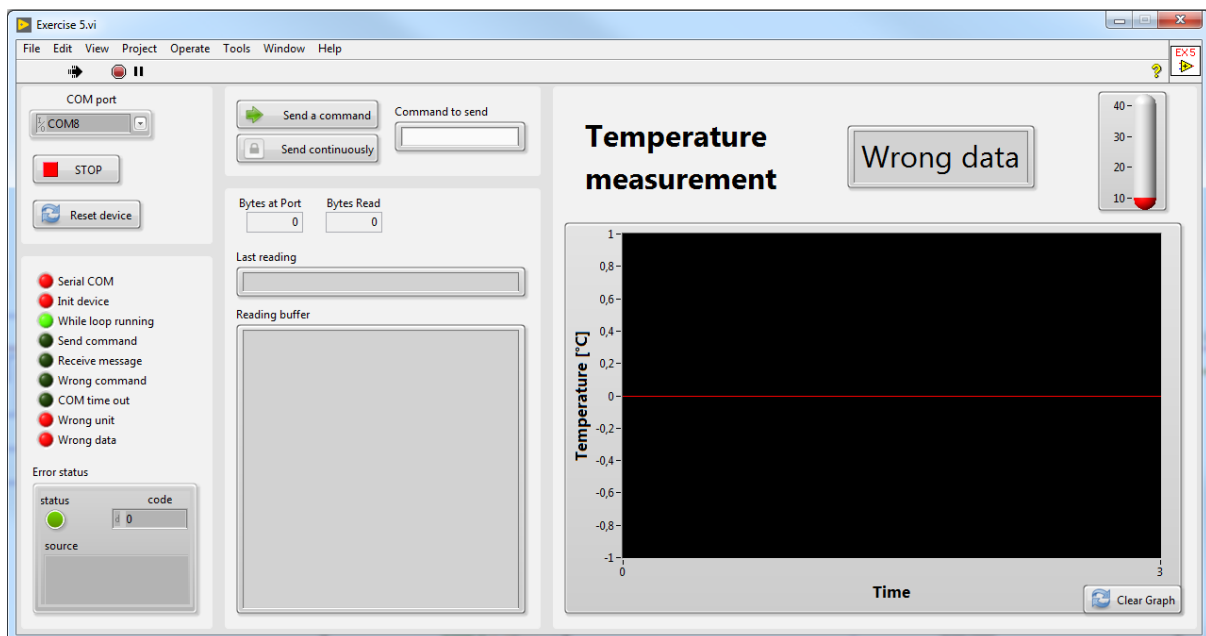 Exercise 5.vi
File Edit View Project Operate Tools Window Help
?
EX5
COM port
I/O COM8
STOP
Reset device
Serial COM
Init device
While loop running
Send command
Receive message
Wrong command
COM time out
Wrong unit
Wrong data
Error status
status code
d 0
source
Send a command
Send continuously
Command to send
Bytes at Port Bytes Read
0 0
Last reading
Reading buffer
Temperature
measurement
Wrong data
40
30
20
10
Temperature [°C]
1
0,8
0,6
0,4
0,2
0
-0,2
-0,4
-0,6
-0,8
-1
0 3
Time
Clear Graph